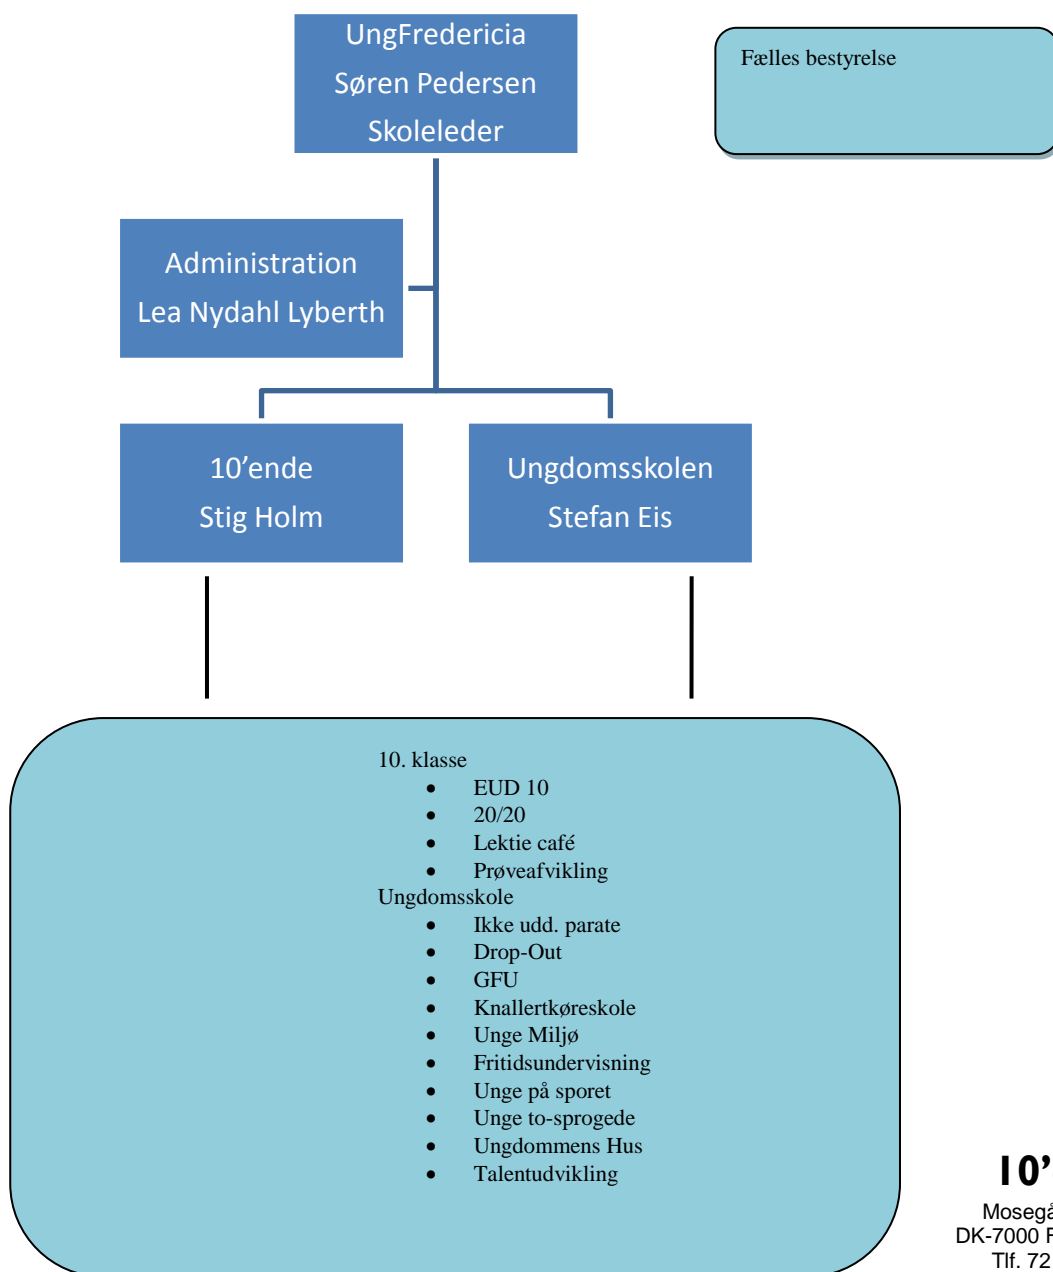 UngFredericia
Søren Pedersen
Skoleleder
Fælles bestyrelse
Administration
Lea Nydahl Lyberth
10’ende
Stig Holm
Ungdomsskolen
Stefan Eis
10. klasse
• EUD 10
• 20/20
• Lektie café
• Prøveafvikling
Ungdomsskole
• Ikke udd. parate
• Drop-Out
• GFU
• Knallertkøreskole
• Unge Miljø
• Fritidsundervisning
• Unge på sporet
• Unge to-sprogede
• Ungdommens Hus
• Talentudvikling
10’
DK-7000
Tlf. 72